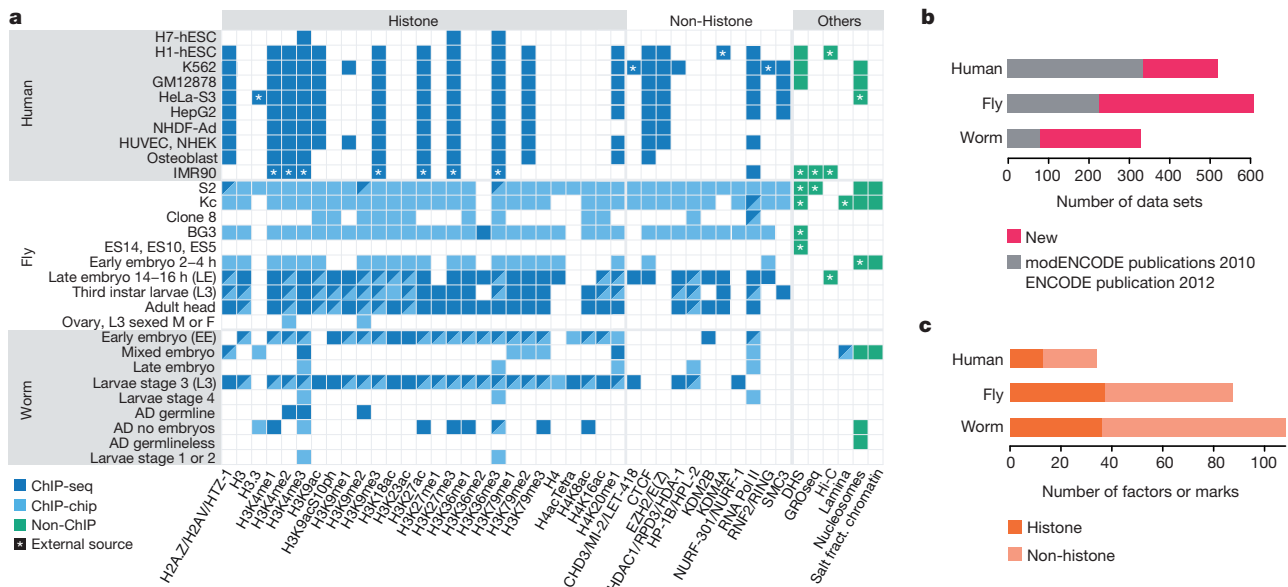 a
Histone
Non-Histone
Others
Human
H7-hESC
H1-hESC
K562
GM12878
HeLa-S3
HepG2
NHDF-Ad
HUVEC, NHEK
Osteoblast
IMR90
Fly
S2
Kc
Clone 8
BG3
ES14, ES10, ES5
Early embryo 2–4 h
Late embryo 14–16 h (LE)
Third instar larvae (L3)
Adult head
Ovary, L3 sexed M or F
Worm
Early embryo (EE)
Mixed embryo
Late embryo
Larvae stage 3 (L3)
Larvae stage 4
AD germline
AD no embryos
AD germlineless
Larvae stage 1 or 2
H2A.Z/H2AV/HTZ-1
H3
H3.3
H3K4me1
H3K4me2
H3K4me3
H3K9ac
H3K9acS10ph
H3K9me1
H3K9me2
H3K9me3
H3K18ac
H3K23ac
H3K27ac
H3K27me1
H3K27me3
H3K36me1
H3K36me2
H3K36me3
H3K79me1
H3K79me2
H3K79me3
H4
H4acTetra
H4K8ac
H4K16ac
H4K20me1
CHD3/MI-2/LET-418
CTCF
EZH2/E(Z)
HDAC1/RPD3/HDA-1
HP-1B/HPL-2
KDM2B
KDM4A
NURF-301/NURF-1
RNA Pol II
RNF2/RING
SMC3
DHS
GROseq
Hi-C
Lamina
Nucleosomes
Salt fract. chromatin
ChIP-seq
ChIP-chip
Non-ChIP
* External source
b
Human
Fly
Worm
0 100 200 300 400 500 600
Number of data sets
New
modENCODE publications 2010
ENCODE publication 2012
c
Human
Fly
Worm
0 20 40 60 80 100
Number of factors or marks
Histone
Non-histone